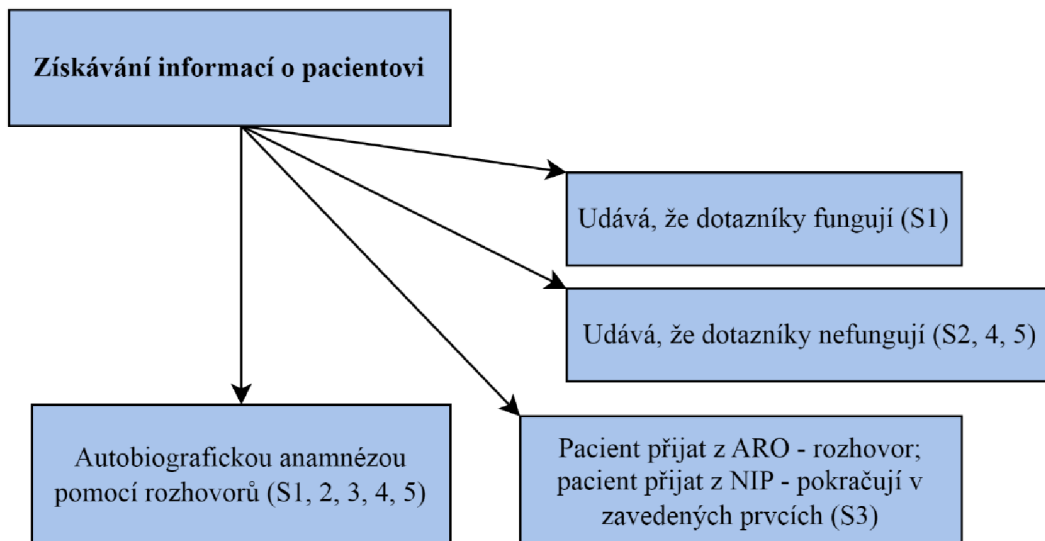 Získávání informací o pacientovi
Udává, že dotazníky fungují (S1)
Udává, že dotazníky nefungují (S2, 4, 5)
Autobiografickou anamnézou
pomocí rozhovorů (S1, 2, 3, 4, 5)
Pacient přijat z ARO - rozhovor;
pacient přijat z NIP - pokračují v
zavedených prvcích (S3)